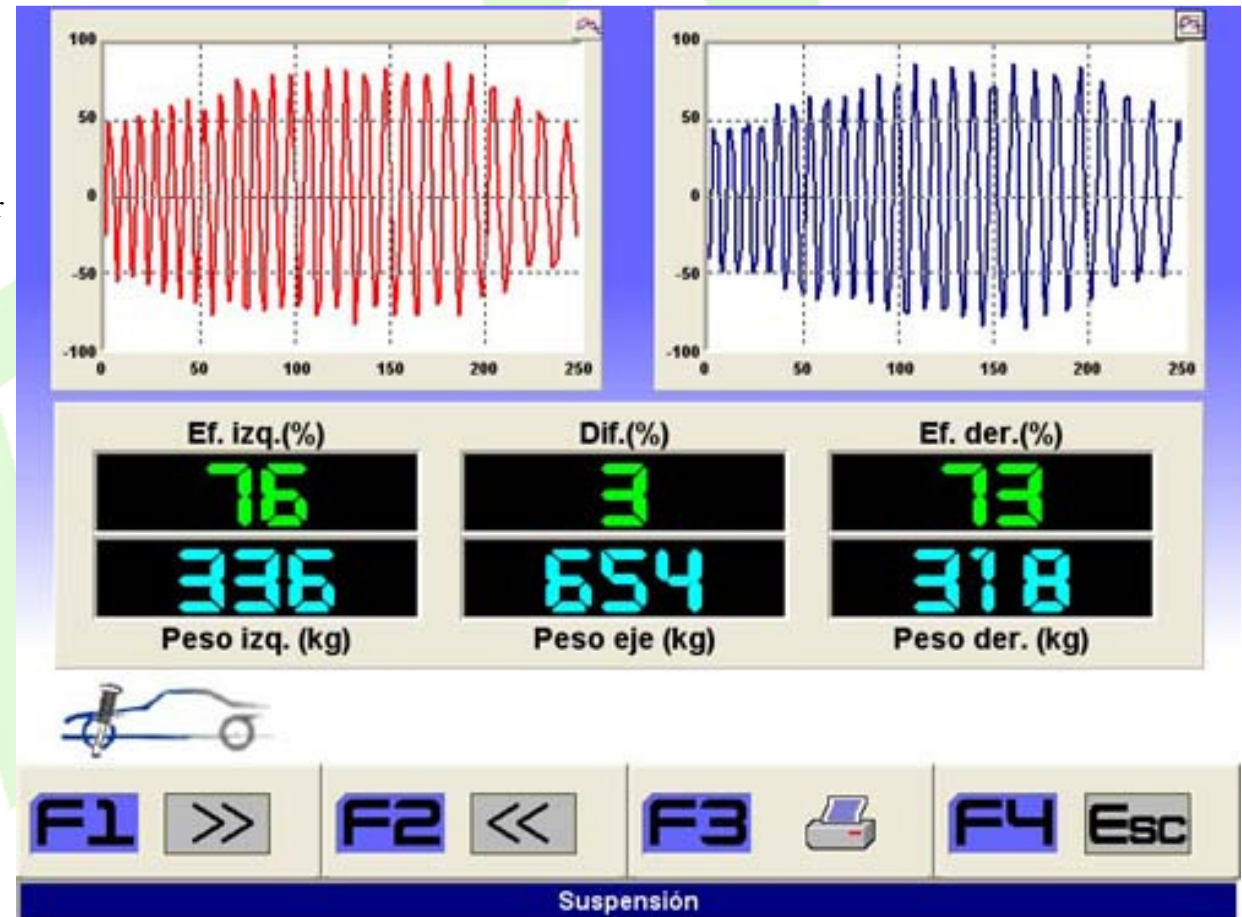 100
50
0
-50
-100
0 50 100 150 200 250
100
50
0
-50
-100
0 50 100 150 200 250
Ef. izq.(%) Dif.(%) Ef. der.(%)
76 3 73
336 654 318
Peso izq. (kg) Peso eje (kg) Peso der. (kg)
F1 >> F2 << F3 F4 Esc
Suspensión